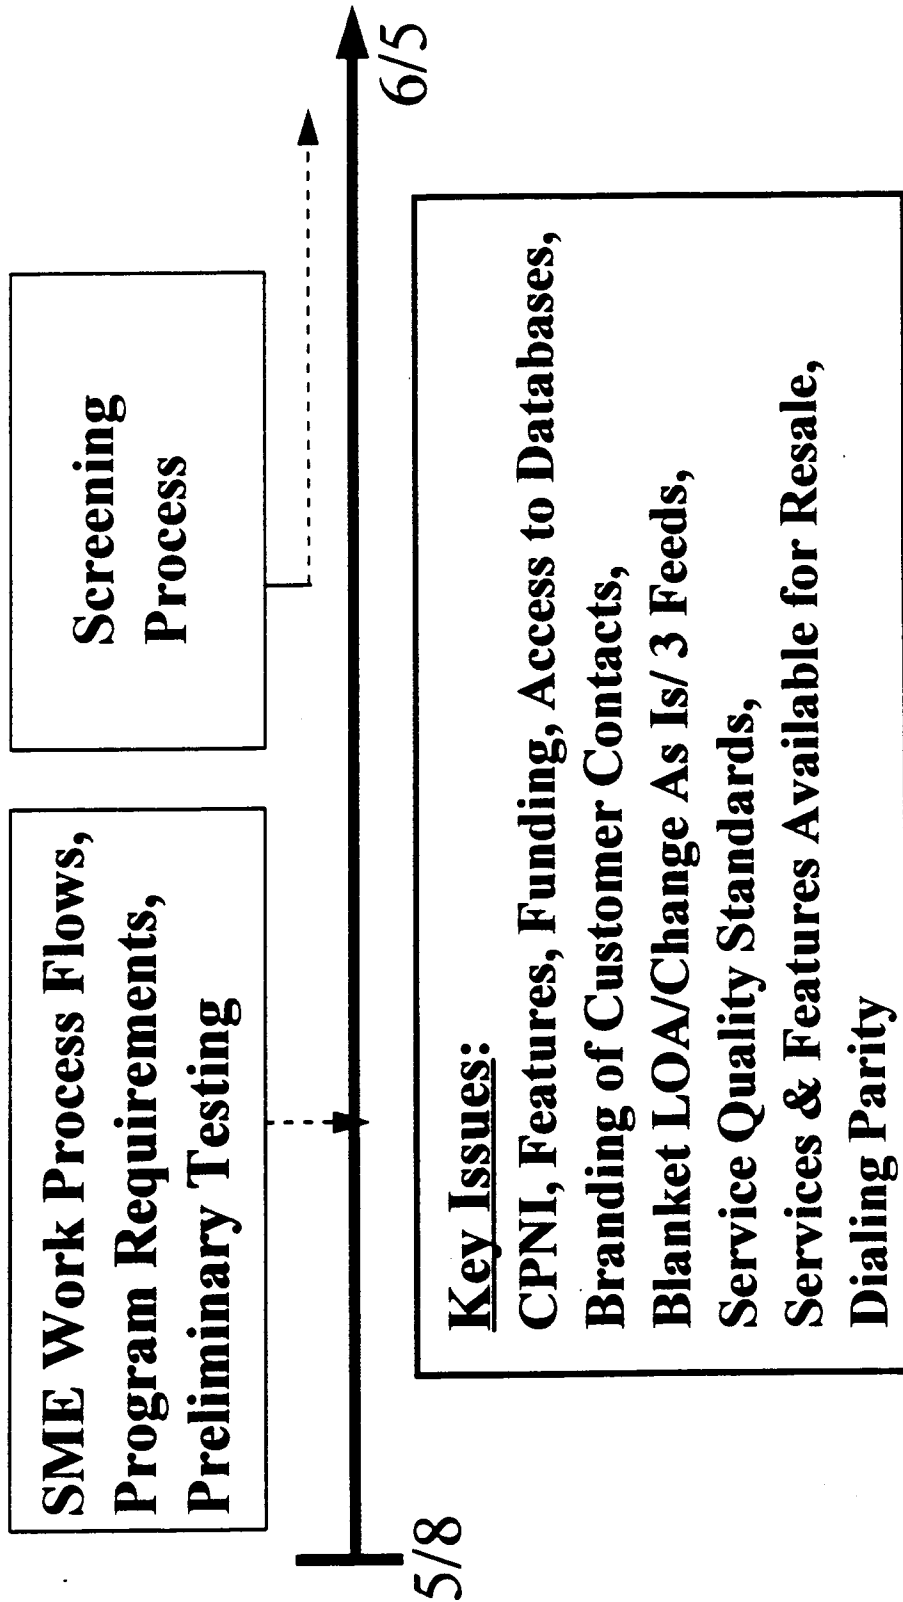 SME Work Process Flows,
Program Requirements,
Preliminary Testing
Screening
Process
5/8
6/5
Key Issues:
CPNI, Features, Funding, Access to Databases,
Branding of Customer Contacts,
Blanket LOA/Change As Is/ 3 Feeds,
Service Quality Standards,
Services & Features Available for Resale,
Dialing Parity